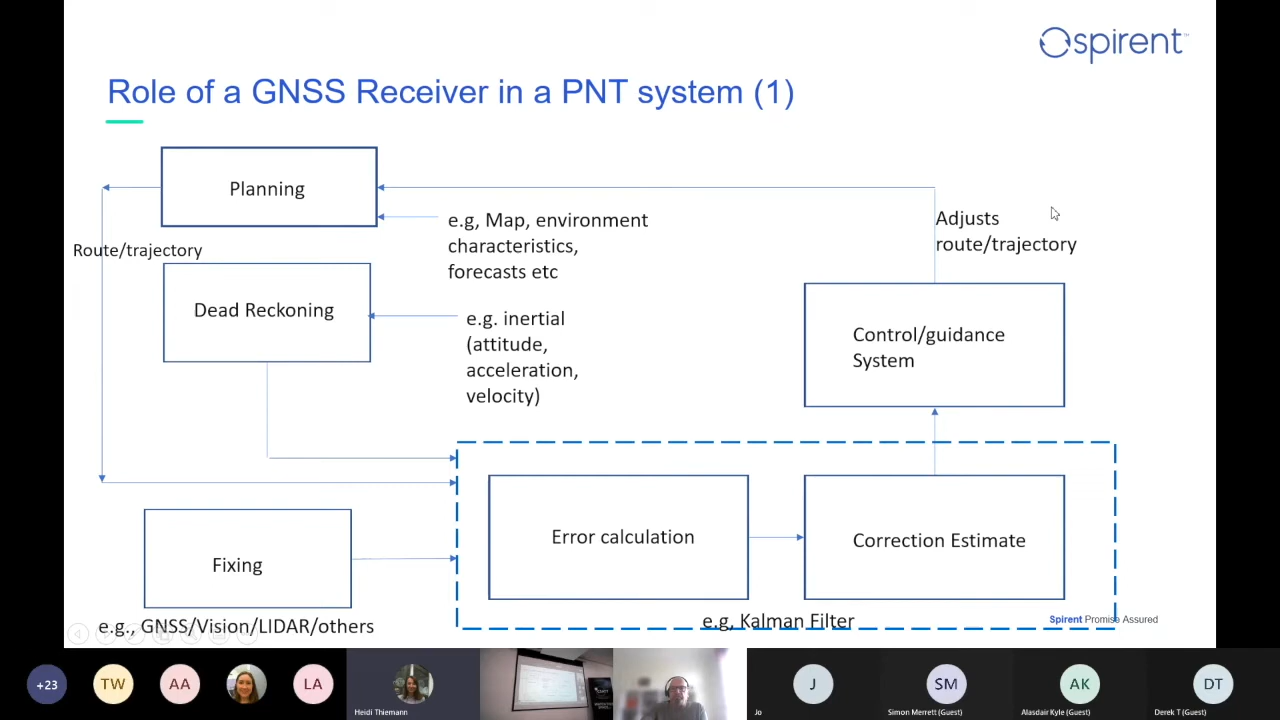 spirent™
Role of a GNSS Receiver in a PNT system (1)
Planning
e.g, Map, environment
characteristics,
forecasts etc
Adjusts
route/trajectory
Route/trajectory
Dead Reckoning
e.g. inertial
(attitude,
acceleration,
velocity)
Control/guidance
System
Error calculation
Correction Estimate
Fixing
e.g., GNSS/Vision/LIDAR/others
e.g, Kalman Filter
Spirent Promise Assured
+23
TW
AA
LA
Heidi Thiemann
J
Jo
SM
Simon Merrett (Guest)
AK
Alasdair Kyle (Guest)
DT
Derek T (Guest)